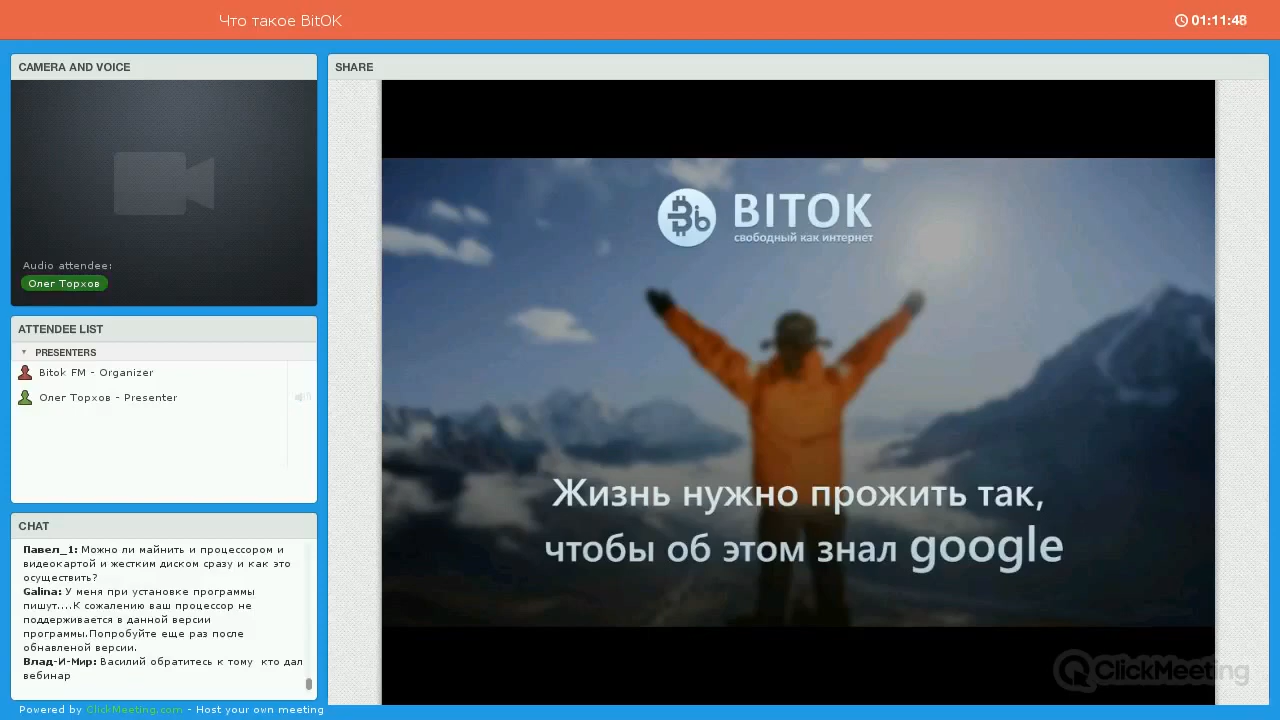 Что такое BitOK
01:11:48
CAMERA AND VOICE
Audio attendee:
Олег Торхов
ATTENDEE LIST
PRESENTERS
Bitok FM - Organizer
Олег Торхов - Presenter
CHAT
Павел_1: Можно ли майнить и процессором и
видеокартой и жестким диском сразу и как это
осуществить?
Galina: У меня при установке программы
пишут....К сожалению ваш процессор не
поддерживается в данной версии
программы.Попробуйте еще раз после
обнавленой версии.
Влад-И-Мир: Василий обратитесь к тому кто дал
вебинар
Powered by ClickMeeting.com - Host your own meeting
SHARE
BITOK
свободный как интернет
Жизнь нужно прожить так,
чтобы об этом знал google
ClickMeeting